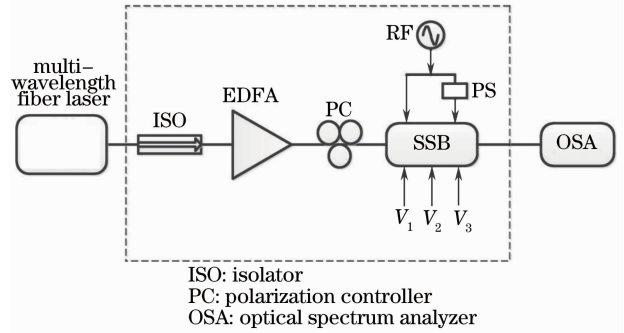 RF
multi-
wavelength
fiber laser
ISO
EDFA
PC
PS
SSB
OSA
V1 V2 V3
ISO: isolator
PC: polarization controller
OSA: optical spectrum analyzer